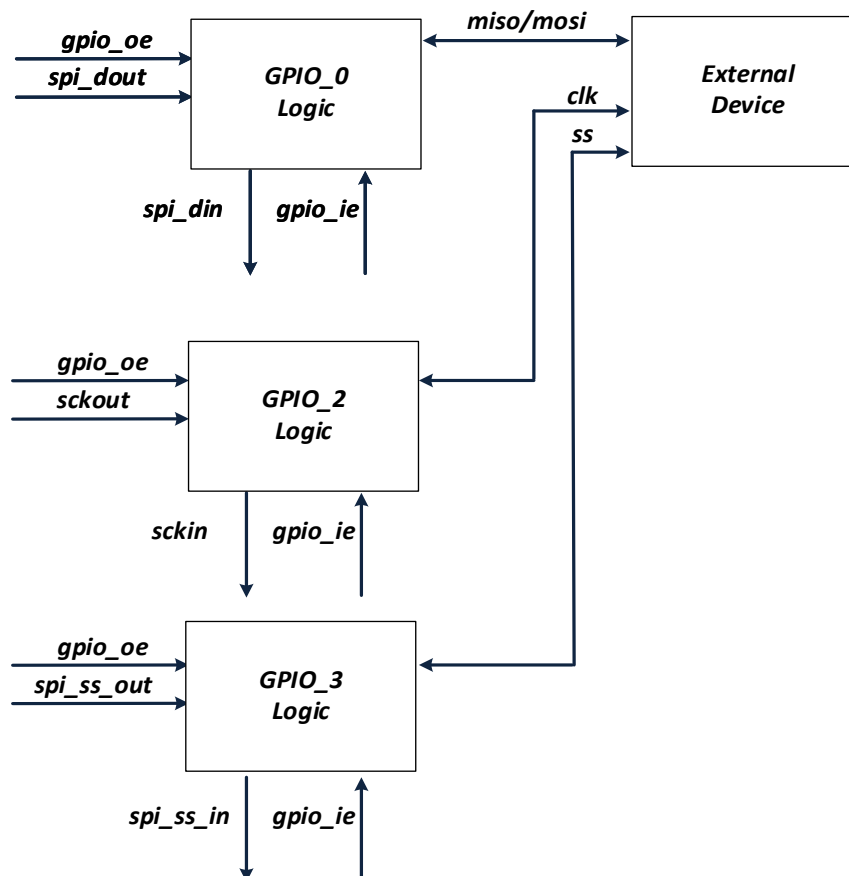 gpio_oe
spi_dout
GPIO_0
Logic
miso/mosi
External
Device
clk
ss
spi_din
gpio_ie
gpio_oe
sckout
GPIO_2
Logic
sckin
gpio_ie
gpio_oe
spi_ss_out
GPIO_3
Logic
spi_ss_in
gpio_ie